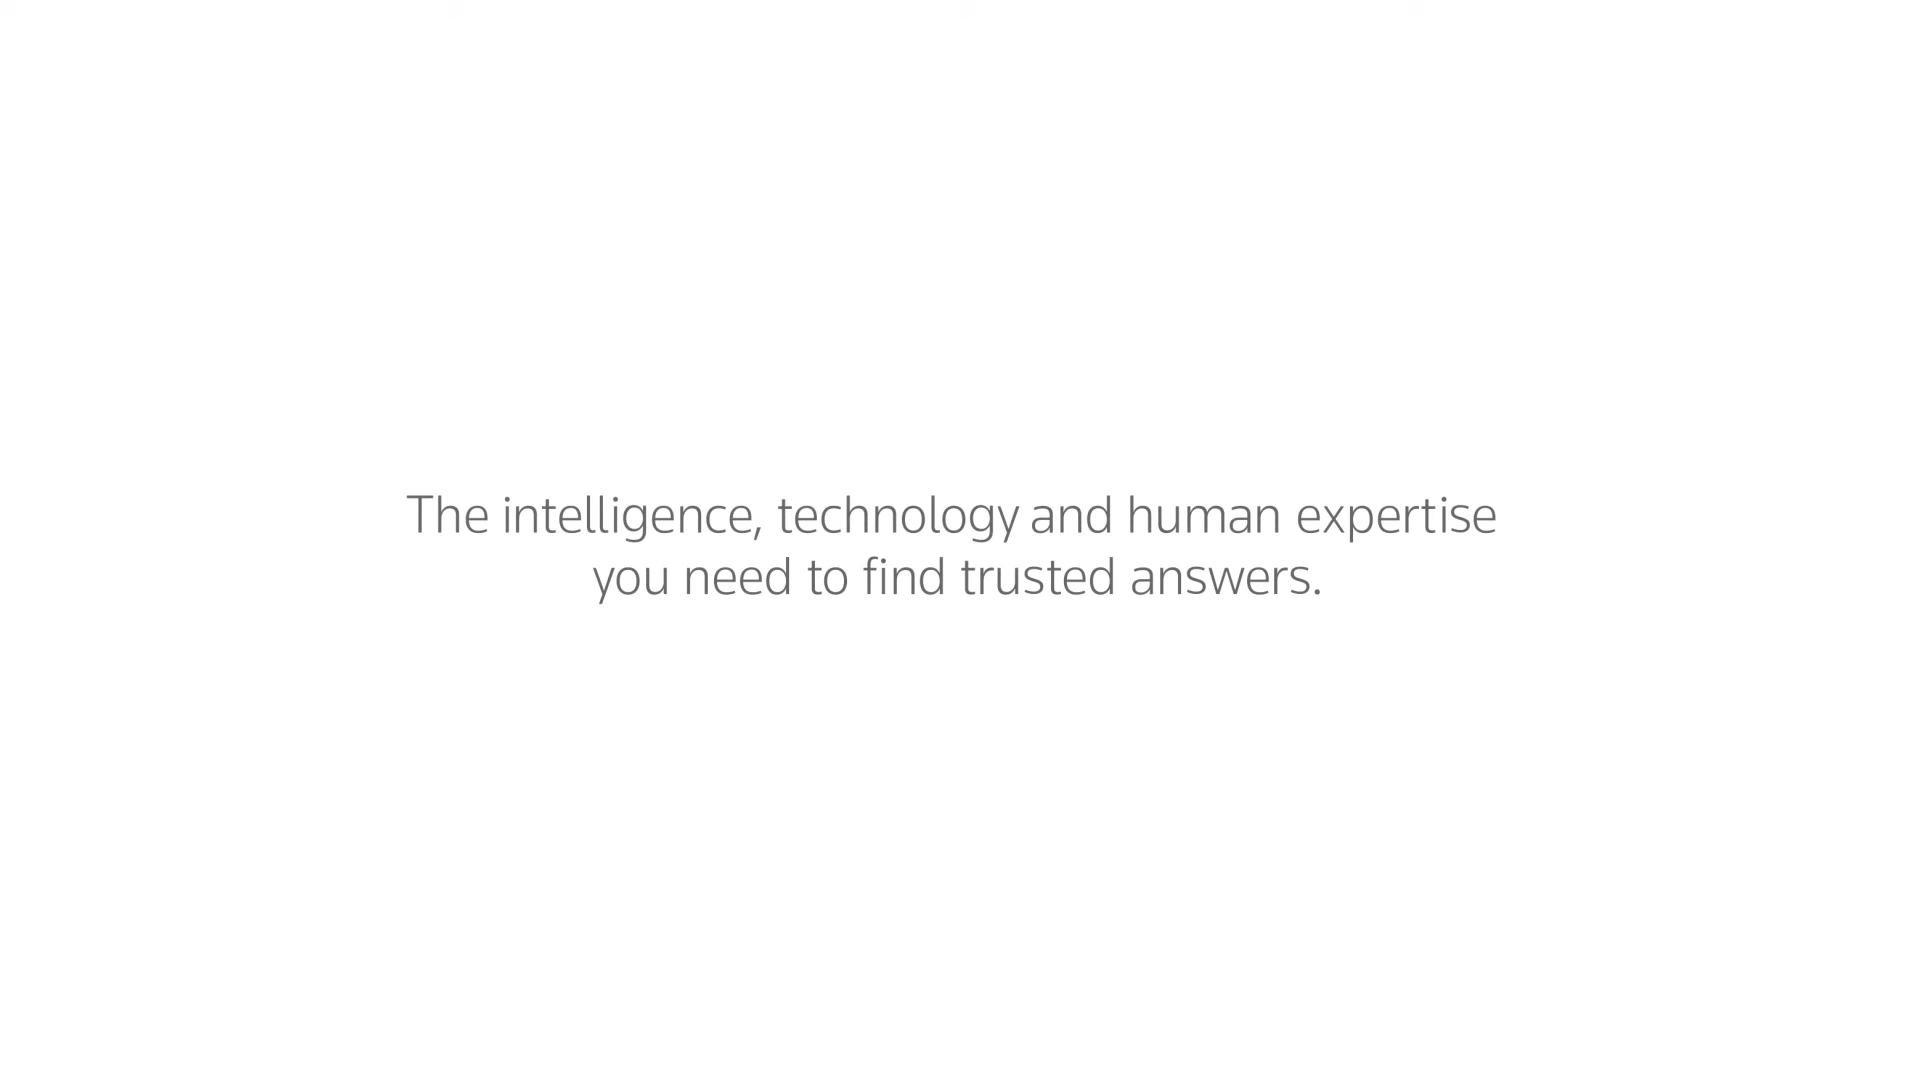 The intelligence, technology and human expertise
you need to find trusted answers.